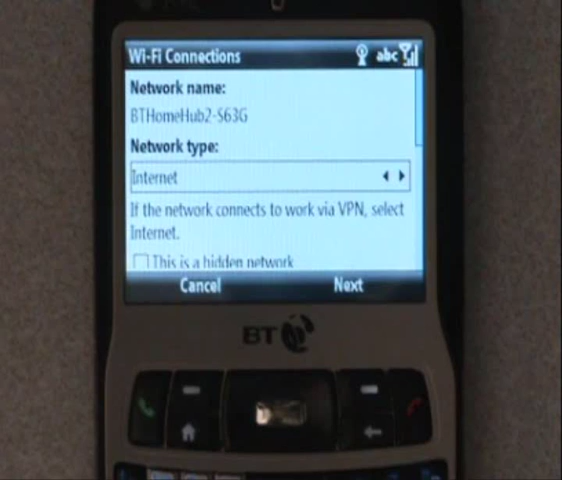 Wi-Fi Connections abc
Network name:
BTHomeHub2-S63G
Network type:
Internet
If the network connects to work via VPN, select
Internet.
This is a hidden network
Cancel Next
BT